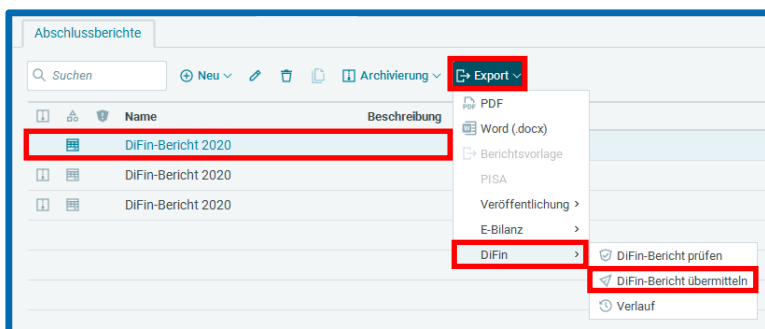 Abschlussberichte
Suchen Neu Archivierung Export
Name Beschreibung
PDF PDF
W Word (.docx)
DiFin-Bericht 2020
Berichtsvorlage
DiFin-Bericht 2020
PISA
DiFin-Bericht 2020
Veröffentlichung >
E-Bilanz >
DiFin >
DiFin-Bericht prüfen
DiFin-Bericht übermitteln
Verlauf